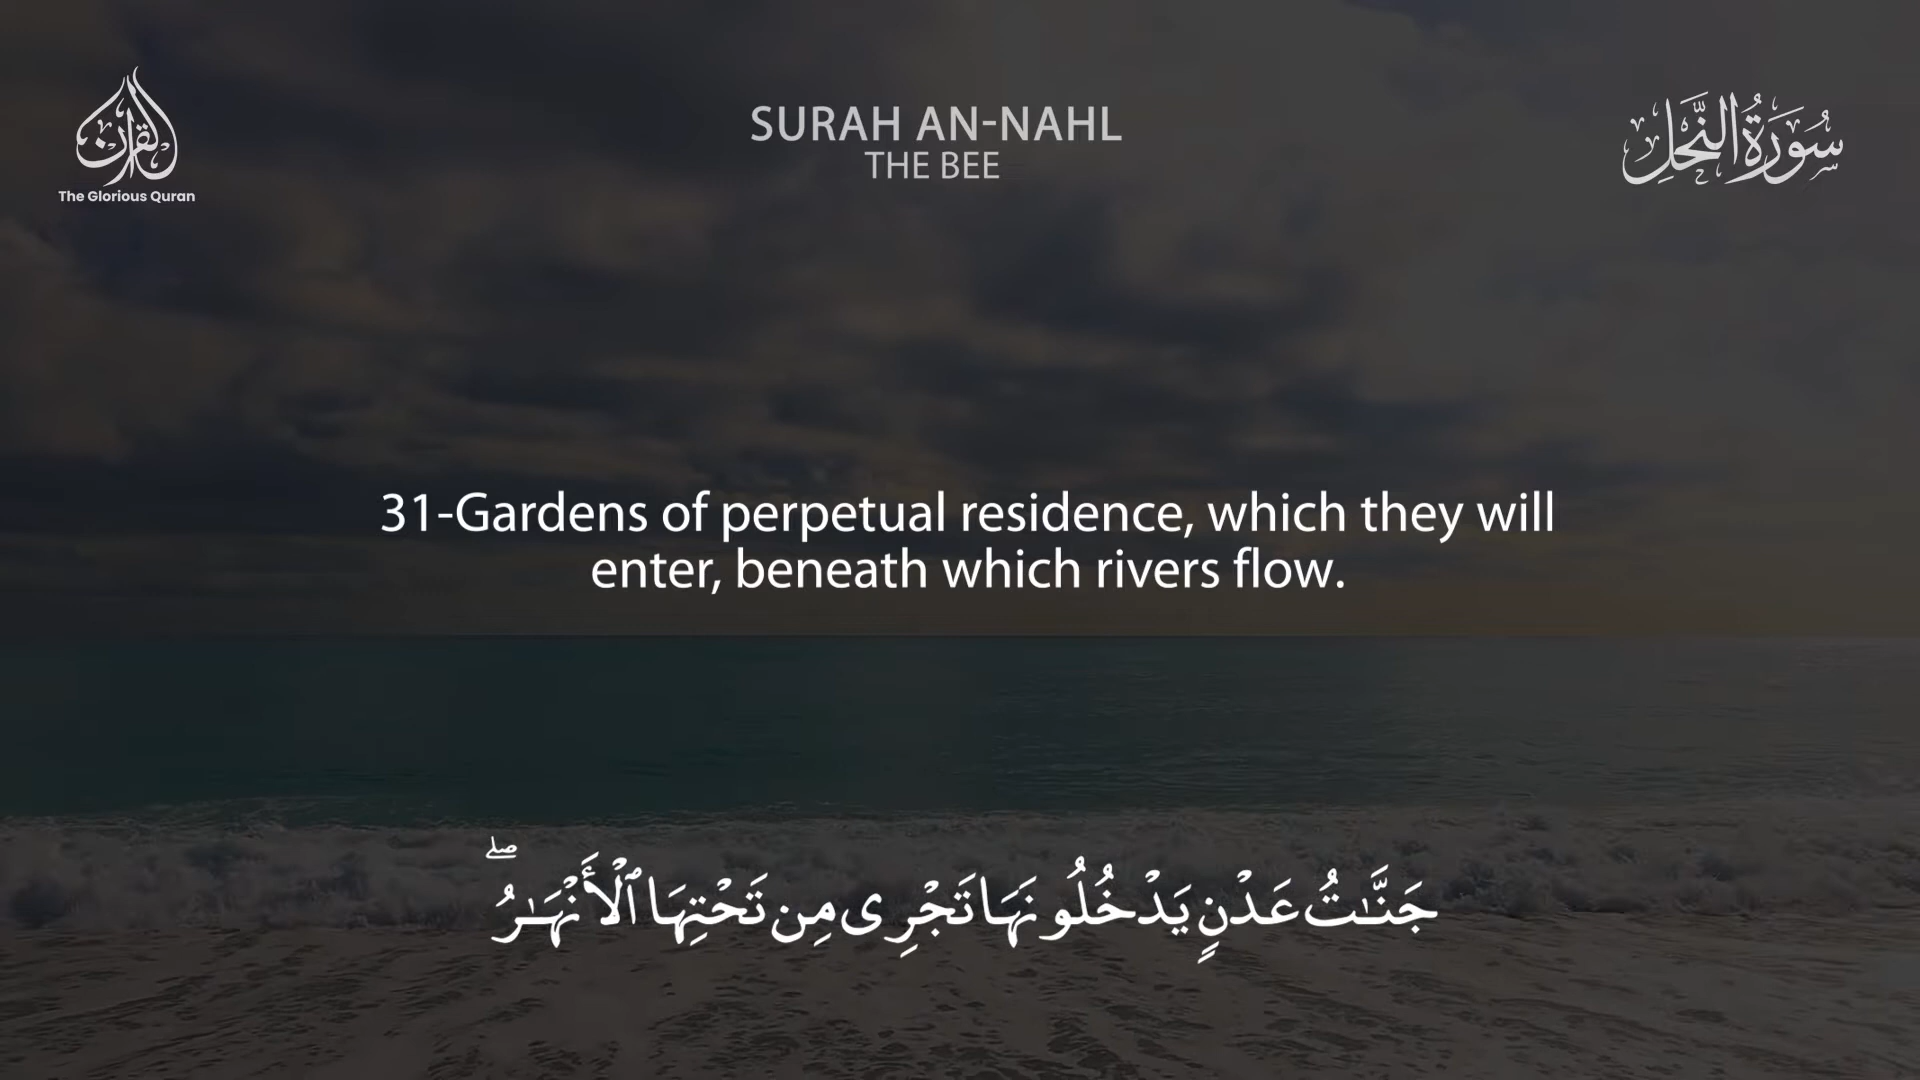 القرآن
The Glorious Quran
SURAH AN-NAHL
THE BEE
سُورَةُ النَّحْلِ
31-Gardens of perpetual residence, which they will
enter, beneath which rivers flow.
جَنَّـٰتُ عَدْنٍ يَدْخُلُونَهَا تَجْرِى مِن تَحْتِهَا ٱلْأَنْهَـٰرُ ۖ